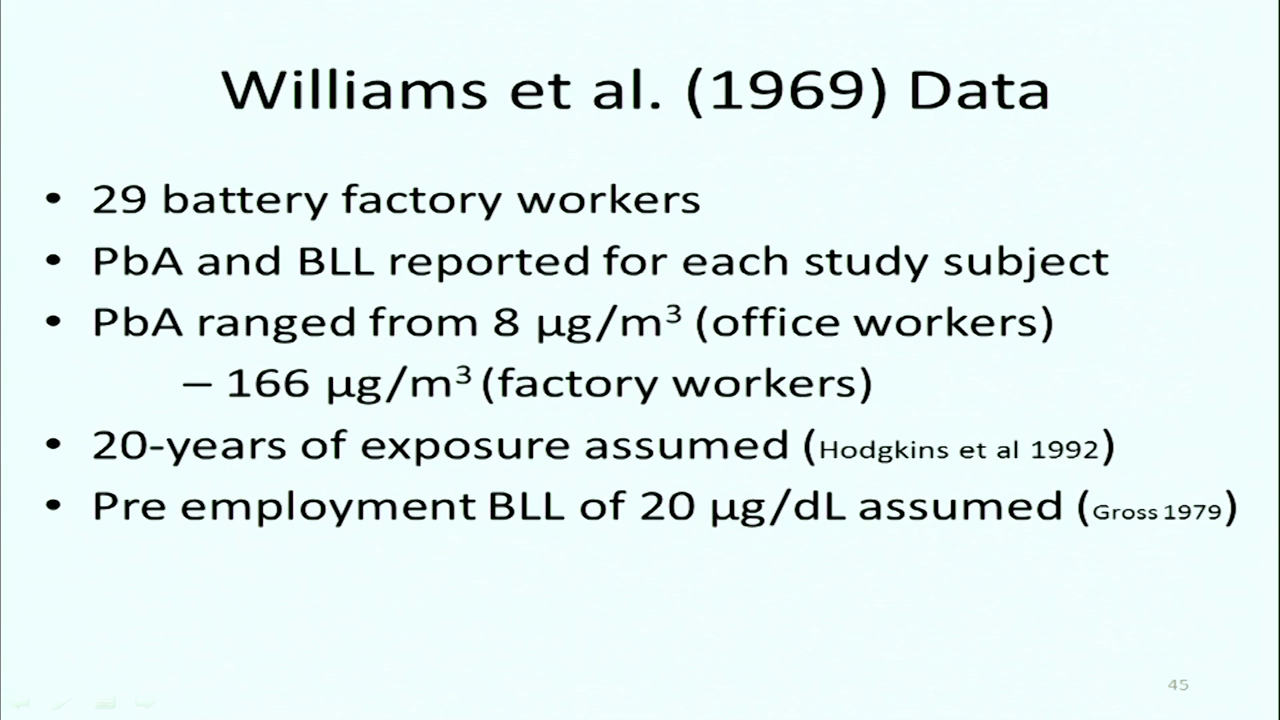 Williams et al. (1969) Data
• 29 battery factory workers
• PbA and BLL reported for each study subject
• PbA ranged from 8 µg/m³ (office workers)
– 166 µg/m³ (factory workers)
• 20-years of exposure assumed (Hodgkins et al 1992)
• Pre employment BLL of 20 µg/dL assumed (Gross 1979)
45